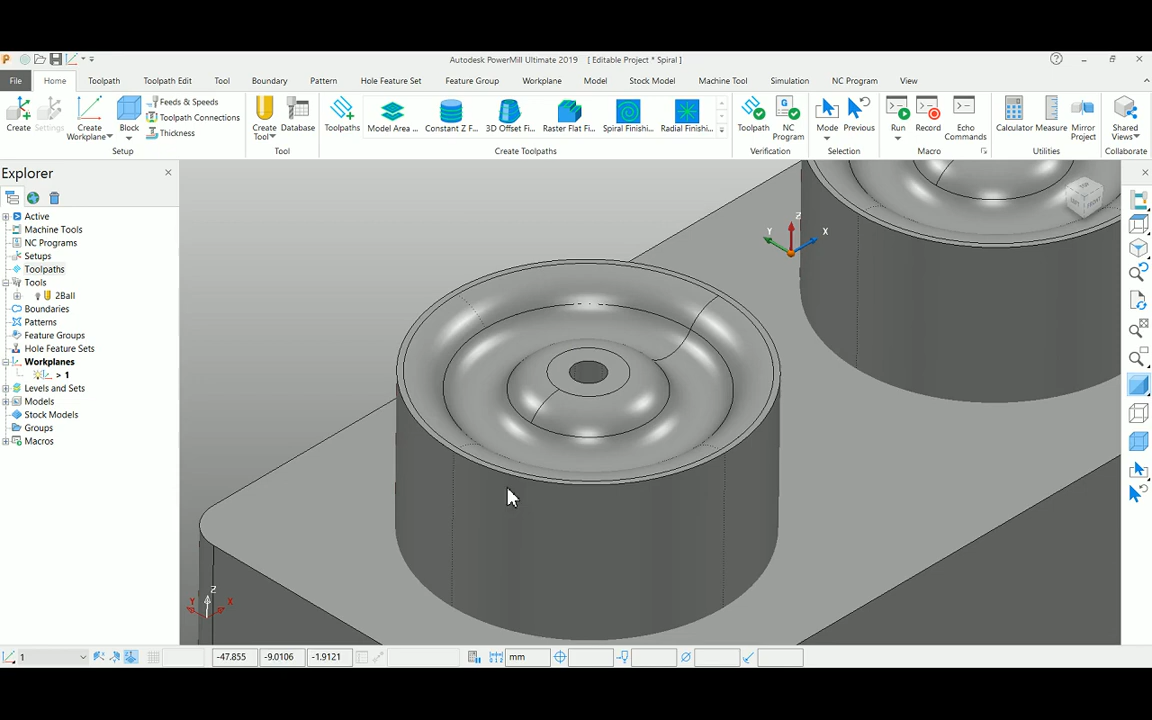 Autodesk PowerMill Ultimate 2019 [ Editable Project * Spiral ]
File Home Toolpath Toolpath Edit Tool Boundary Pattern Hole Feature Set Feature Group Workplane Model Stock Model Machine Tool Simulation NC Program View
Create Settings Create Workplane Block Feeds & Speeds Toolpath Connections Thickness
Create Tool Database
Toolpaths Model Area ... Constant Z F... 3D Offset Fi... Raster Flat Fi... Spiral Finishi... Radial Finishi...
Toolpath NC Program
Mode Previous
Run Record Echo Commands
Calculator Measure Mirror Project
Shared Views
Setup Tool Create Toolpaths Verification Selection Macro Utilities Collaborate
Explorer
Active
Machine Tools
NC Programs
Setups
Toolpaths
Tools
2Ball
Boundaries
Patterns
Feature Groups
Hole Feature Sets
Workplanes
> 1
Levels and Sets
Models
Stock Models
Groups
Macros
Z
Y X
TOP
LEFT FRONT
Z
Y X
1 -47.855 -9.0106 -1.9121 mm